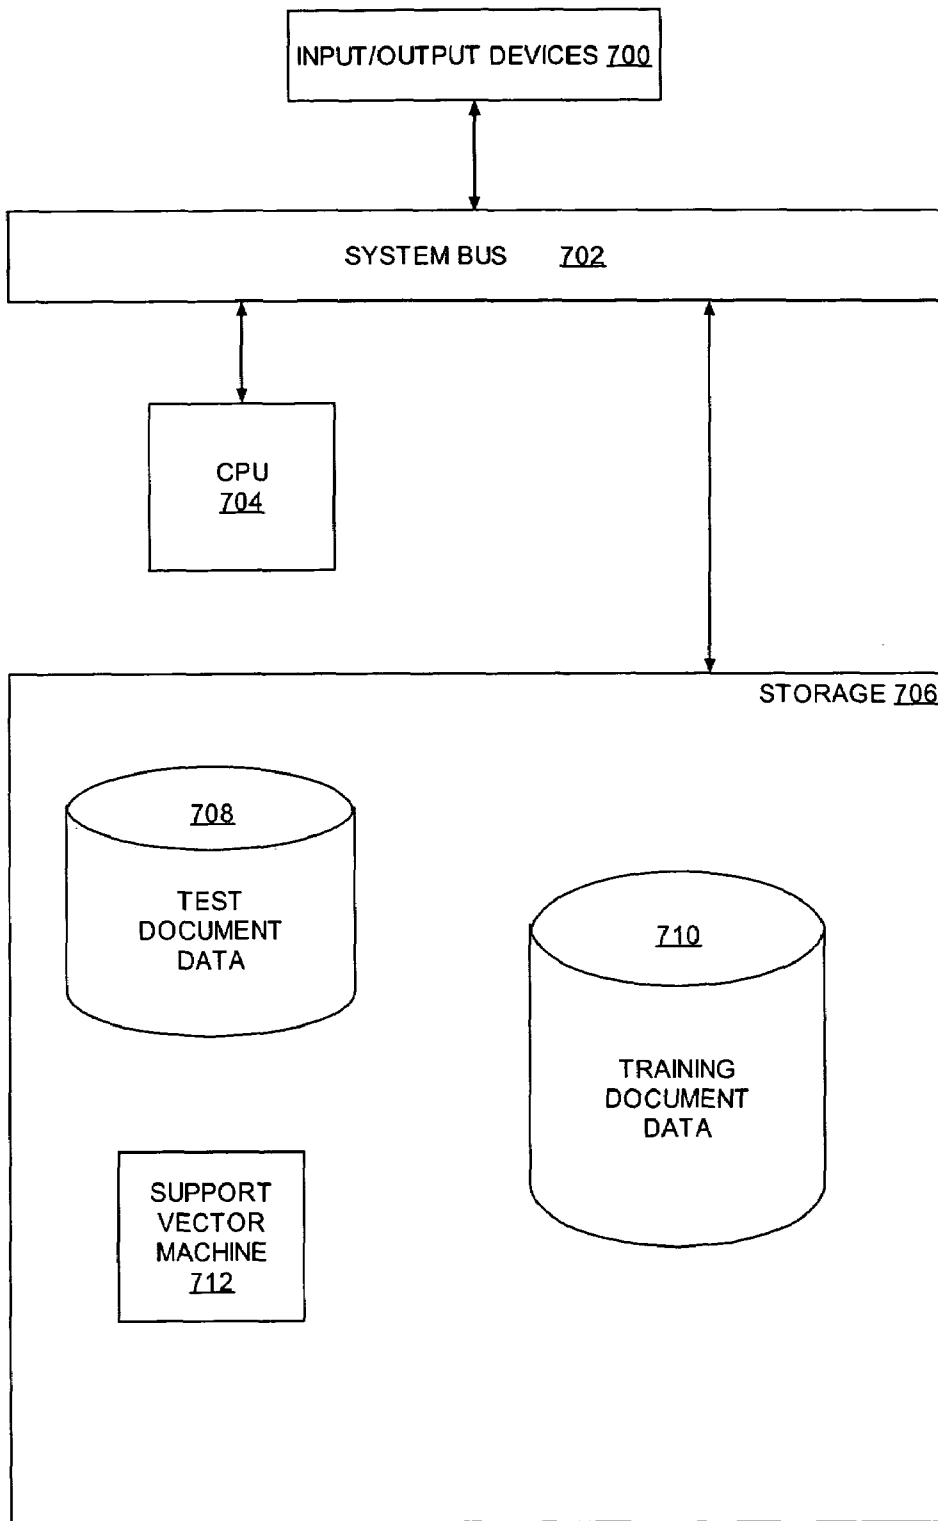 INPUT/OUTPUT DEVICES 700
SYSTEM BUS 702
CPU
704
STORAGE 706
708
TEST
DOCUMENT
DATA
710
TRAINING
DOCUMENT
DATA
SUPPORT
VECTOR
MACHINE
712